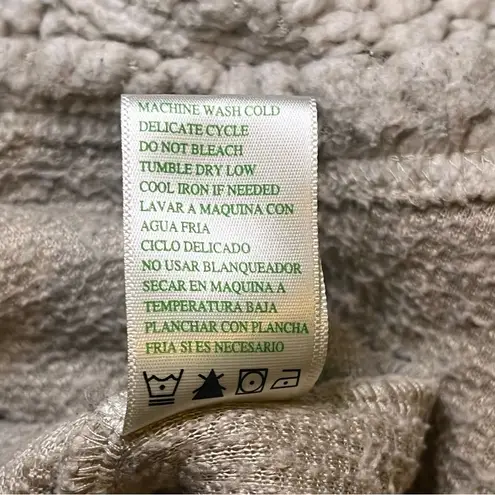 MACHINE WASH COLD
DELICATE CYCLE
DO NOT BLEACH
TUMBLE DRY LOW
COOL IRON IF NEEDED
LAVAR A MAQUINA CON
AGUA FRIA
CICLO DELICADO
NO USAR BLANQUEADOR
SECAR EN MAQUINA A
TEMPERATURA BAJA
PLANCHAR CON PLANCHA
FRIA SI ES NECESARIO